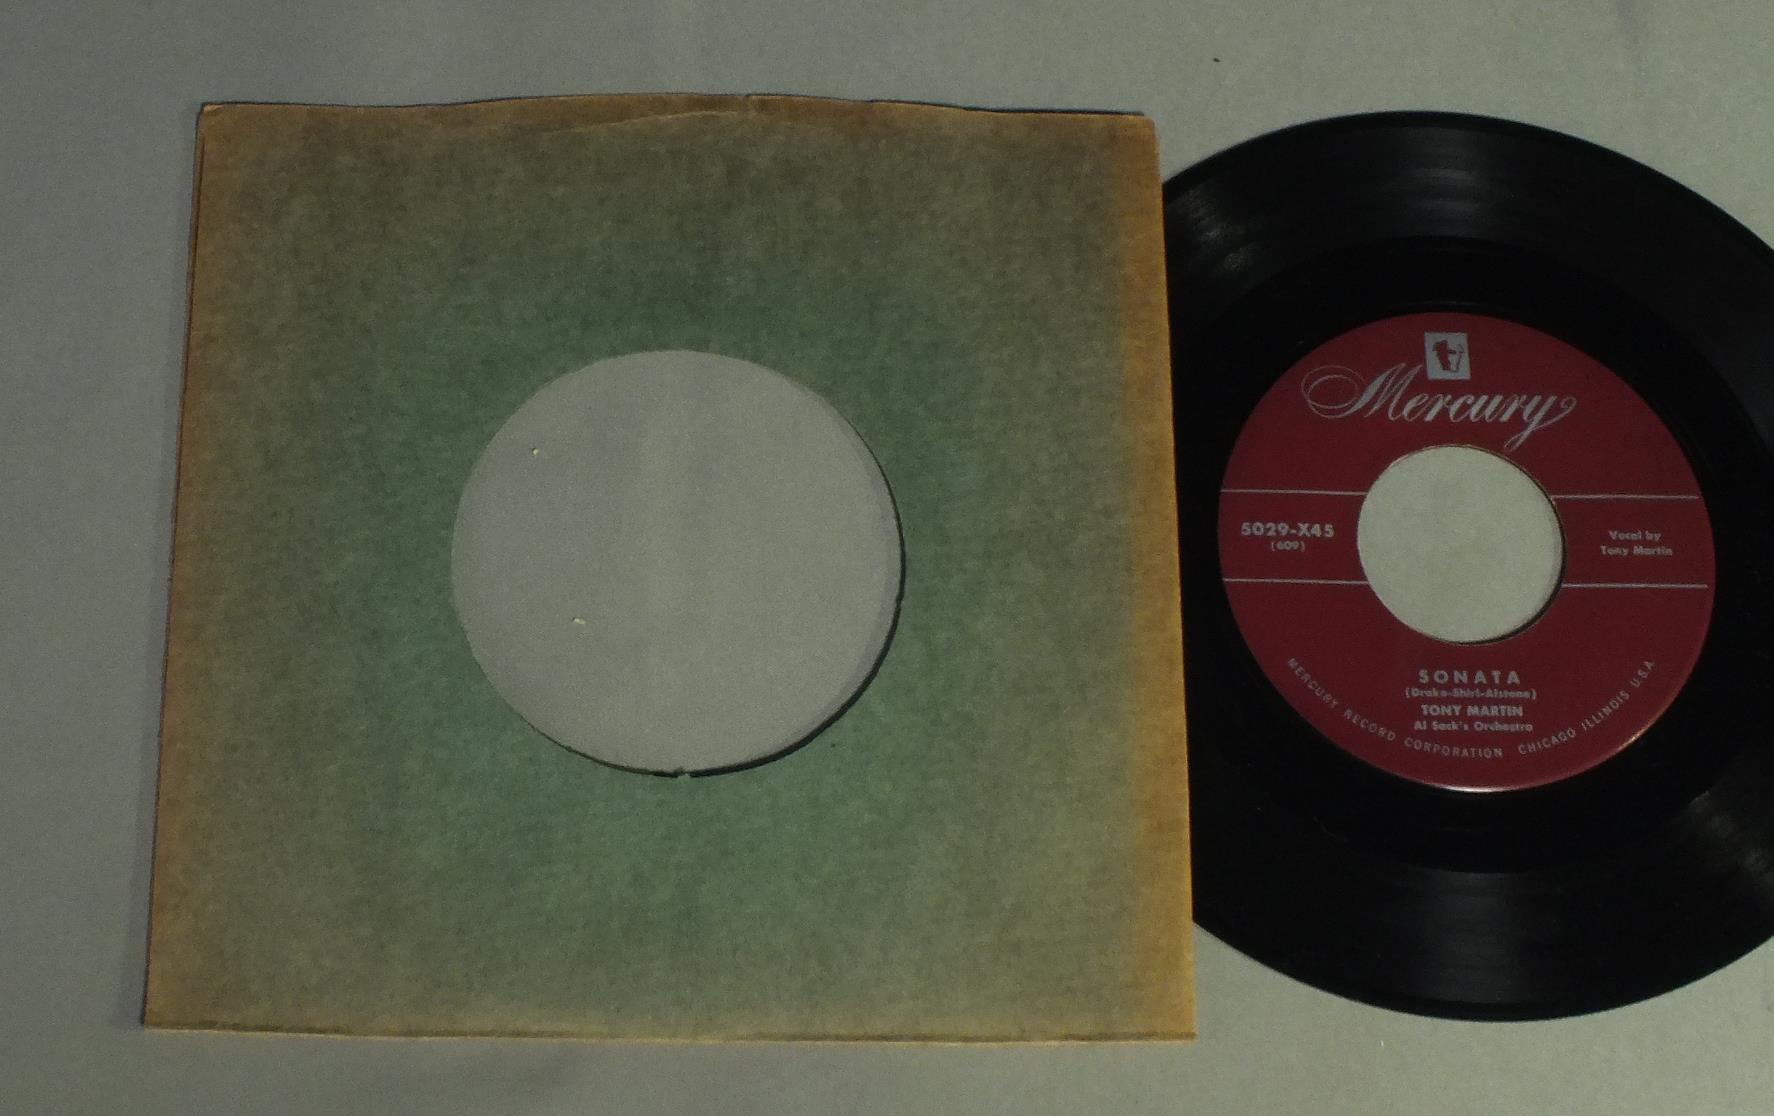 Mercury
5029-X45
(609)
Vocal by
Tony Martin
SONATA
(Drake-Shirl-Alstone)
TONY MARTIN
Al Sack's Orchestra
MERCURY RECORD CORPORATION CHICAGO ILLINOIS U.S.A.